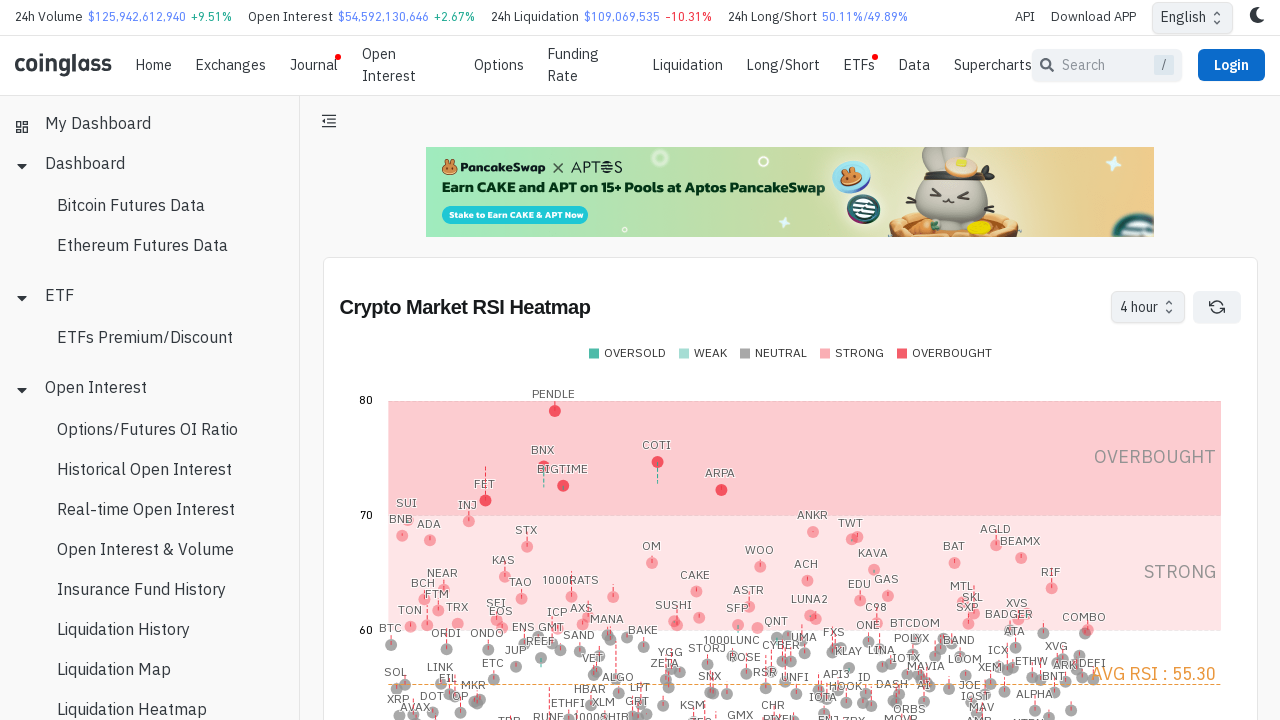 24h Volume $125,942,612,940 +9.51% Open Interest $54,592,130,646 +2.67% 24h Liquidation $109,069,535 -10.31% 24h Long/Short 50.11%/49.89% API Download APP English
coinglass Home Exchanges Journal Open Interest Options Funding Rate Liquidation Long/Short ETFs Data Supercharts Search / Login
My Dashboard
Dashboard
Bitcoin Futures Data
Ethereum Futures Data
ETF
ETFs Premium/Discount
Open Interest
Options/Futures OI Ratio
Historical Open Interest
Real-time Open Interest
Open Interest & Volume
Insurance Fund History
Liquidation History
Liquidation Map
Liquidation Heatmap
PancakeSwap × APTOS
Earn CAKE and APT on 15+ Pools at Aptos PancakeSwap
Stake to Earn CAKE & APT Now
Crypto Market RSI Heatmap
4 hour
OVERSOLD WEAK NEUTRAL STRONG OVERBOUGHT
80
PENDLE
BNX
COTI
OVERBOUGHT
BIGTIME
ARPA
FET
SUI
INJ
70
BNB
ADA
STX
ANKR
TWT
AGLD
BEAMX
OM
WOO
KAVA
BAT
KAS
ACH
STRONG
NEAR
BCH
TAO
1000RATS
CAKE
EDU
GAS
RIF
FTM
ASTR
MTL
SKL
TON
TRX
EOS
ICP
AXS
SUSHI
SFP
LUNA2
C98
SXP
XVS
BADGER
MANA
QNT
ONE
BTCDOM
COMBO
60
BTC
ORDI
ONDO
ENS
GMT
SAND
BAKE
FXS
ATA
REEF
1000LUNC
UMA
POLYX
BAND
JUP
STORJ
CYBER
KLAY
LINA
ICX
XVG
ETC
VET
YGG
ZETA
ROSE
IOTX
LOOM
ETHW
ARK
DEFI
SOL
LINK
EIL
ALGO
SNX
RSR
UNFI
API3
ID
MAVIA
XEM
BNT
AVG RSI : 55.30
MKR
HBAR
LPT
HOOK
DASH
AI
JOE
XRP
DOT
OP
AVAX
ETHFI
XLM
GRT
KSM
CHR
IOTA
ORBS
IOST
MAV
ALPHA
RUNE
1000SHIB
GMX
PIXEL
ENJ
ZRX
MOVR